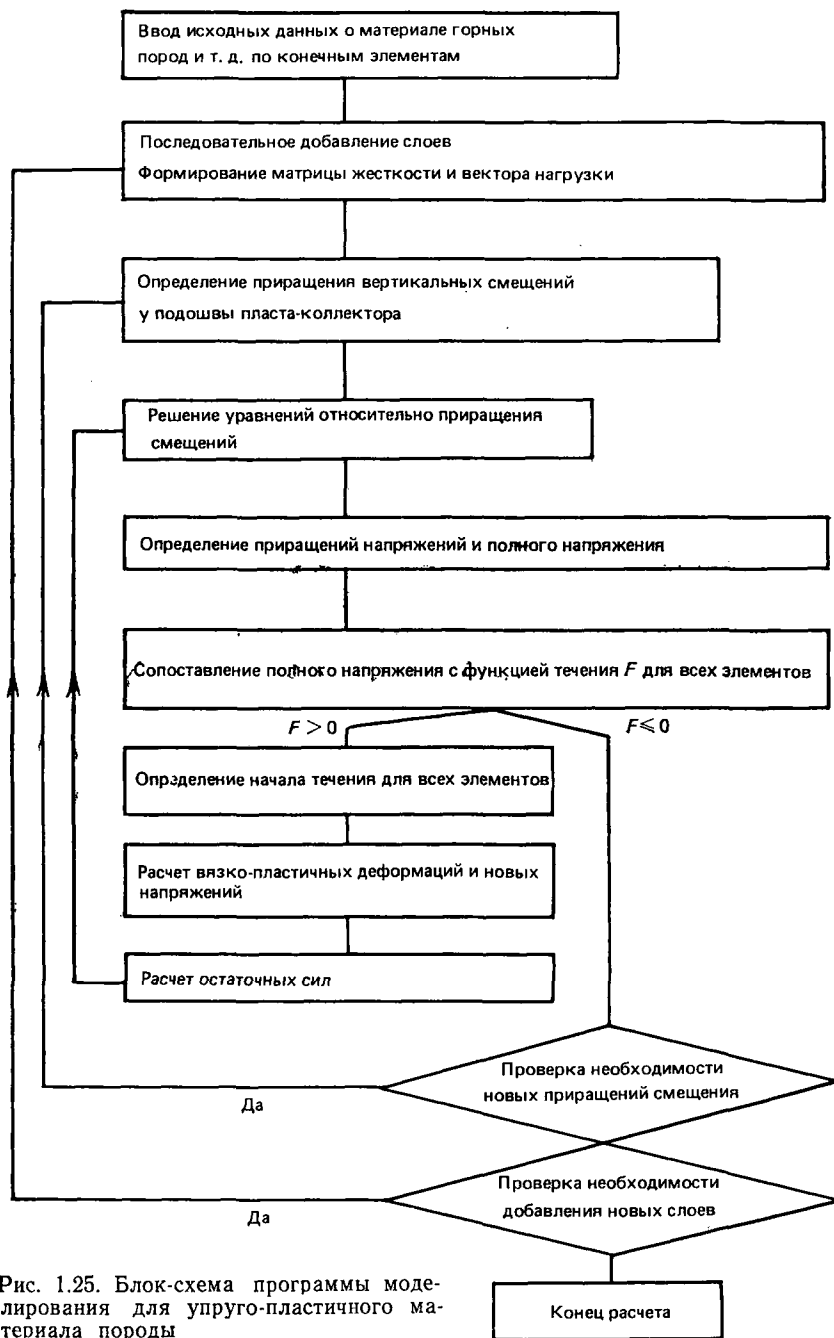 Ввод исходных данных о материале горных
пород и т. д. по конечным элементам
Последовательное добавление слоев
Формирование матрицы жесткости и вектора нагрузки
Определение приращения вертикальных смещений
у подошвы пласта-коллектора
Решение уравнений относительно приращения
смещений
Определение приращений напряжений и полного напряжения
Сопоставление полного напряжения с функцией течения F для всех элементов
F > 0
F ⩽ 0
Определение начала течения для всех элементов
Расчет вязко-пластичных деформаций и новых
напряжений
Расчет остаточных сил
Проверка необходимости
новых приращений смещения
Да
Проверка необходимости
добавления новых слоев
Да
Конец расчета
Рис. 1.25. Блок-схема программы моде-
лирования для упруго-пластичного ма-
териала породы